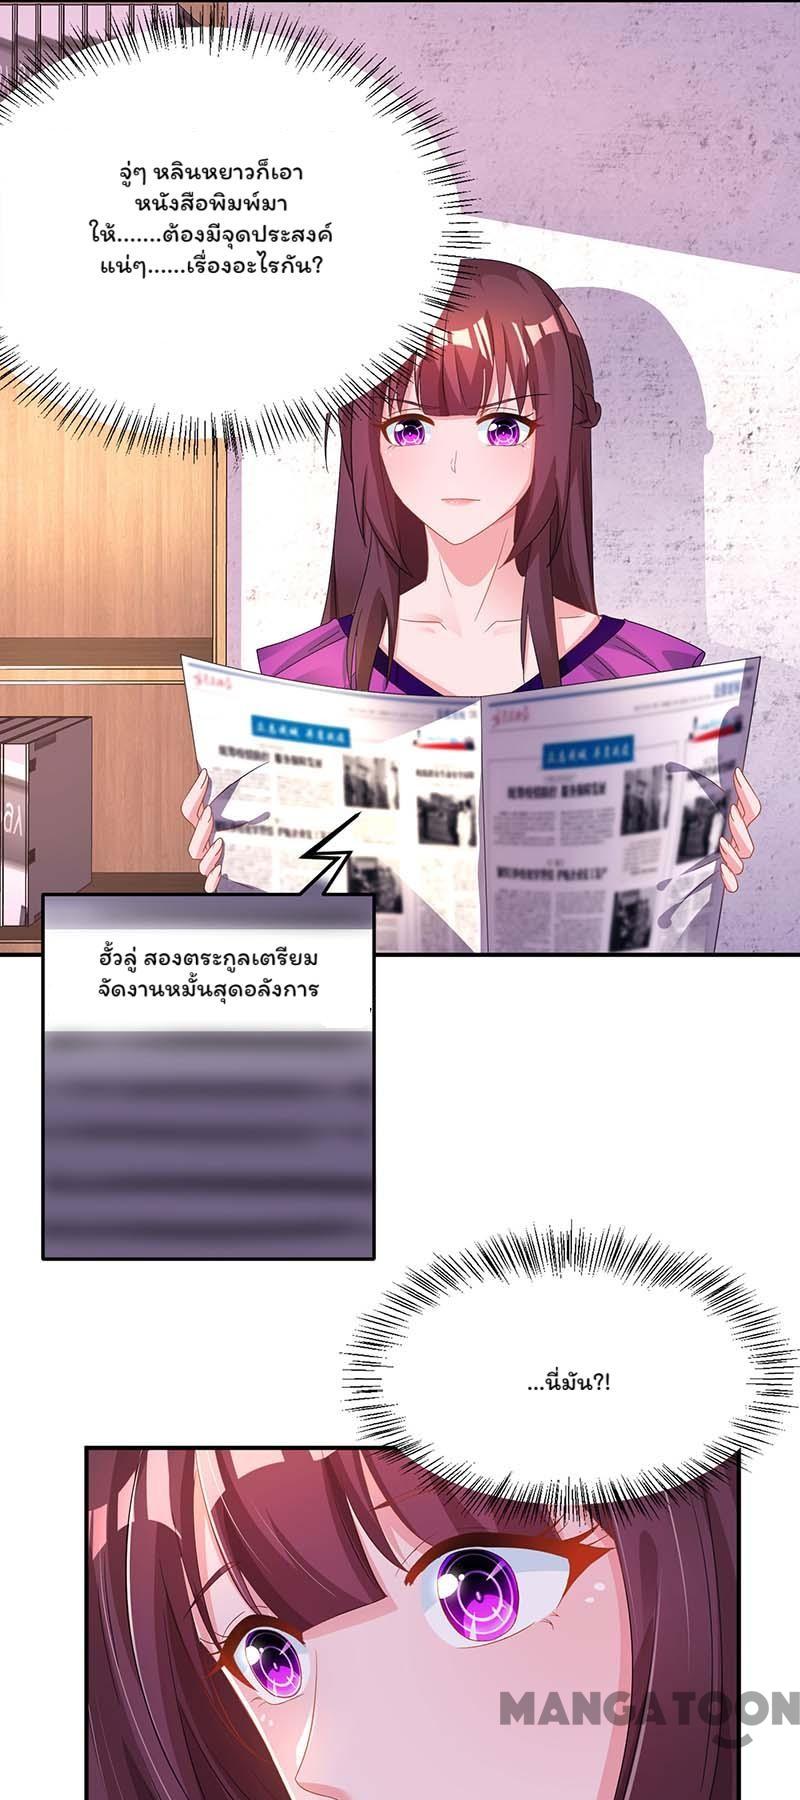 จู่ๆ หลินหยาวก็เอา
หนังสือพิมพ์มา
ให้.......ต้องมีจุดประสงค์
แน่ๆ......เรื่องอะไรกัน?
ฮั้วลู่ สองตระกูลเตรียม
จัดงานหมั้นสุดอลังการ
...นี่มัน?!
MANGATOON